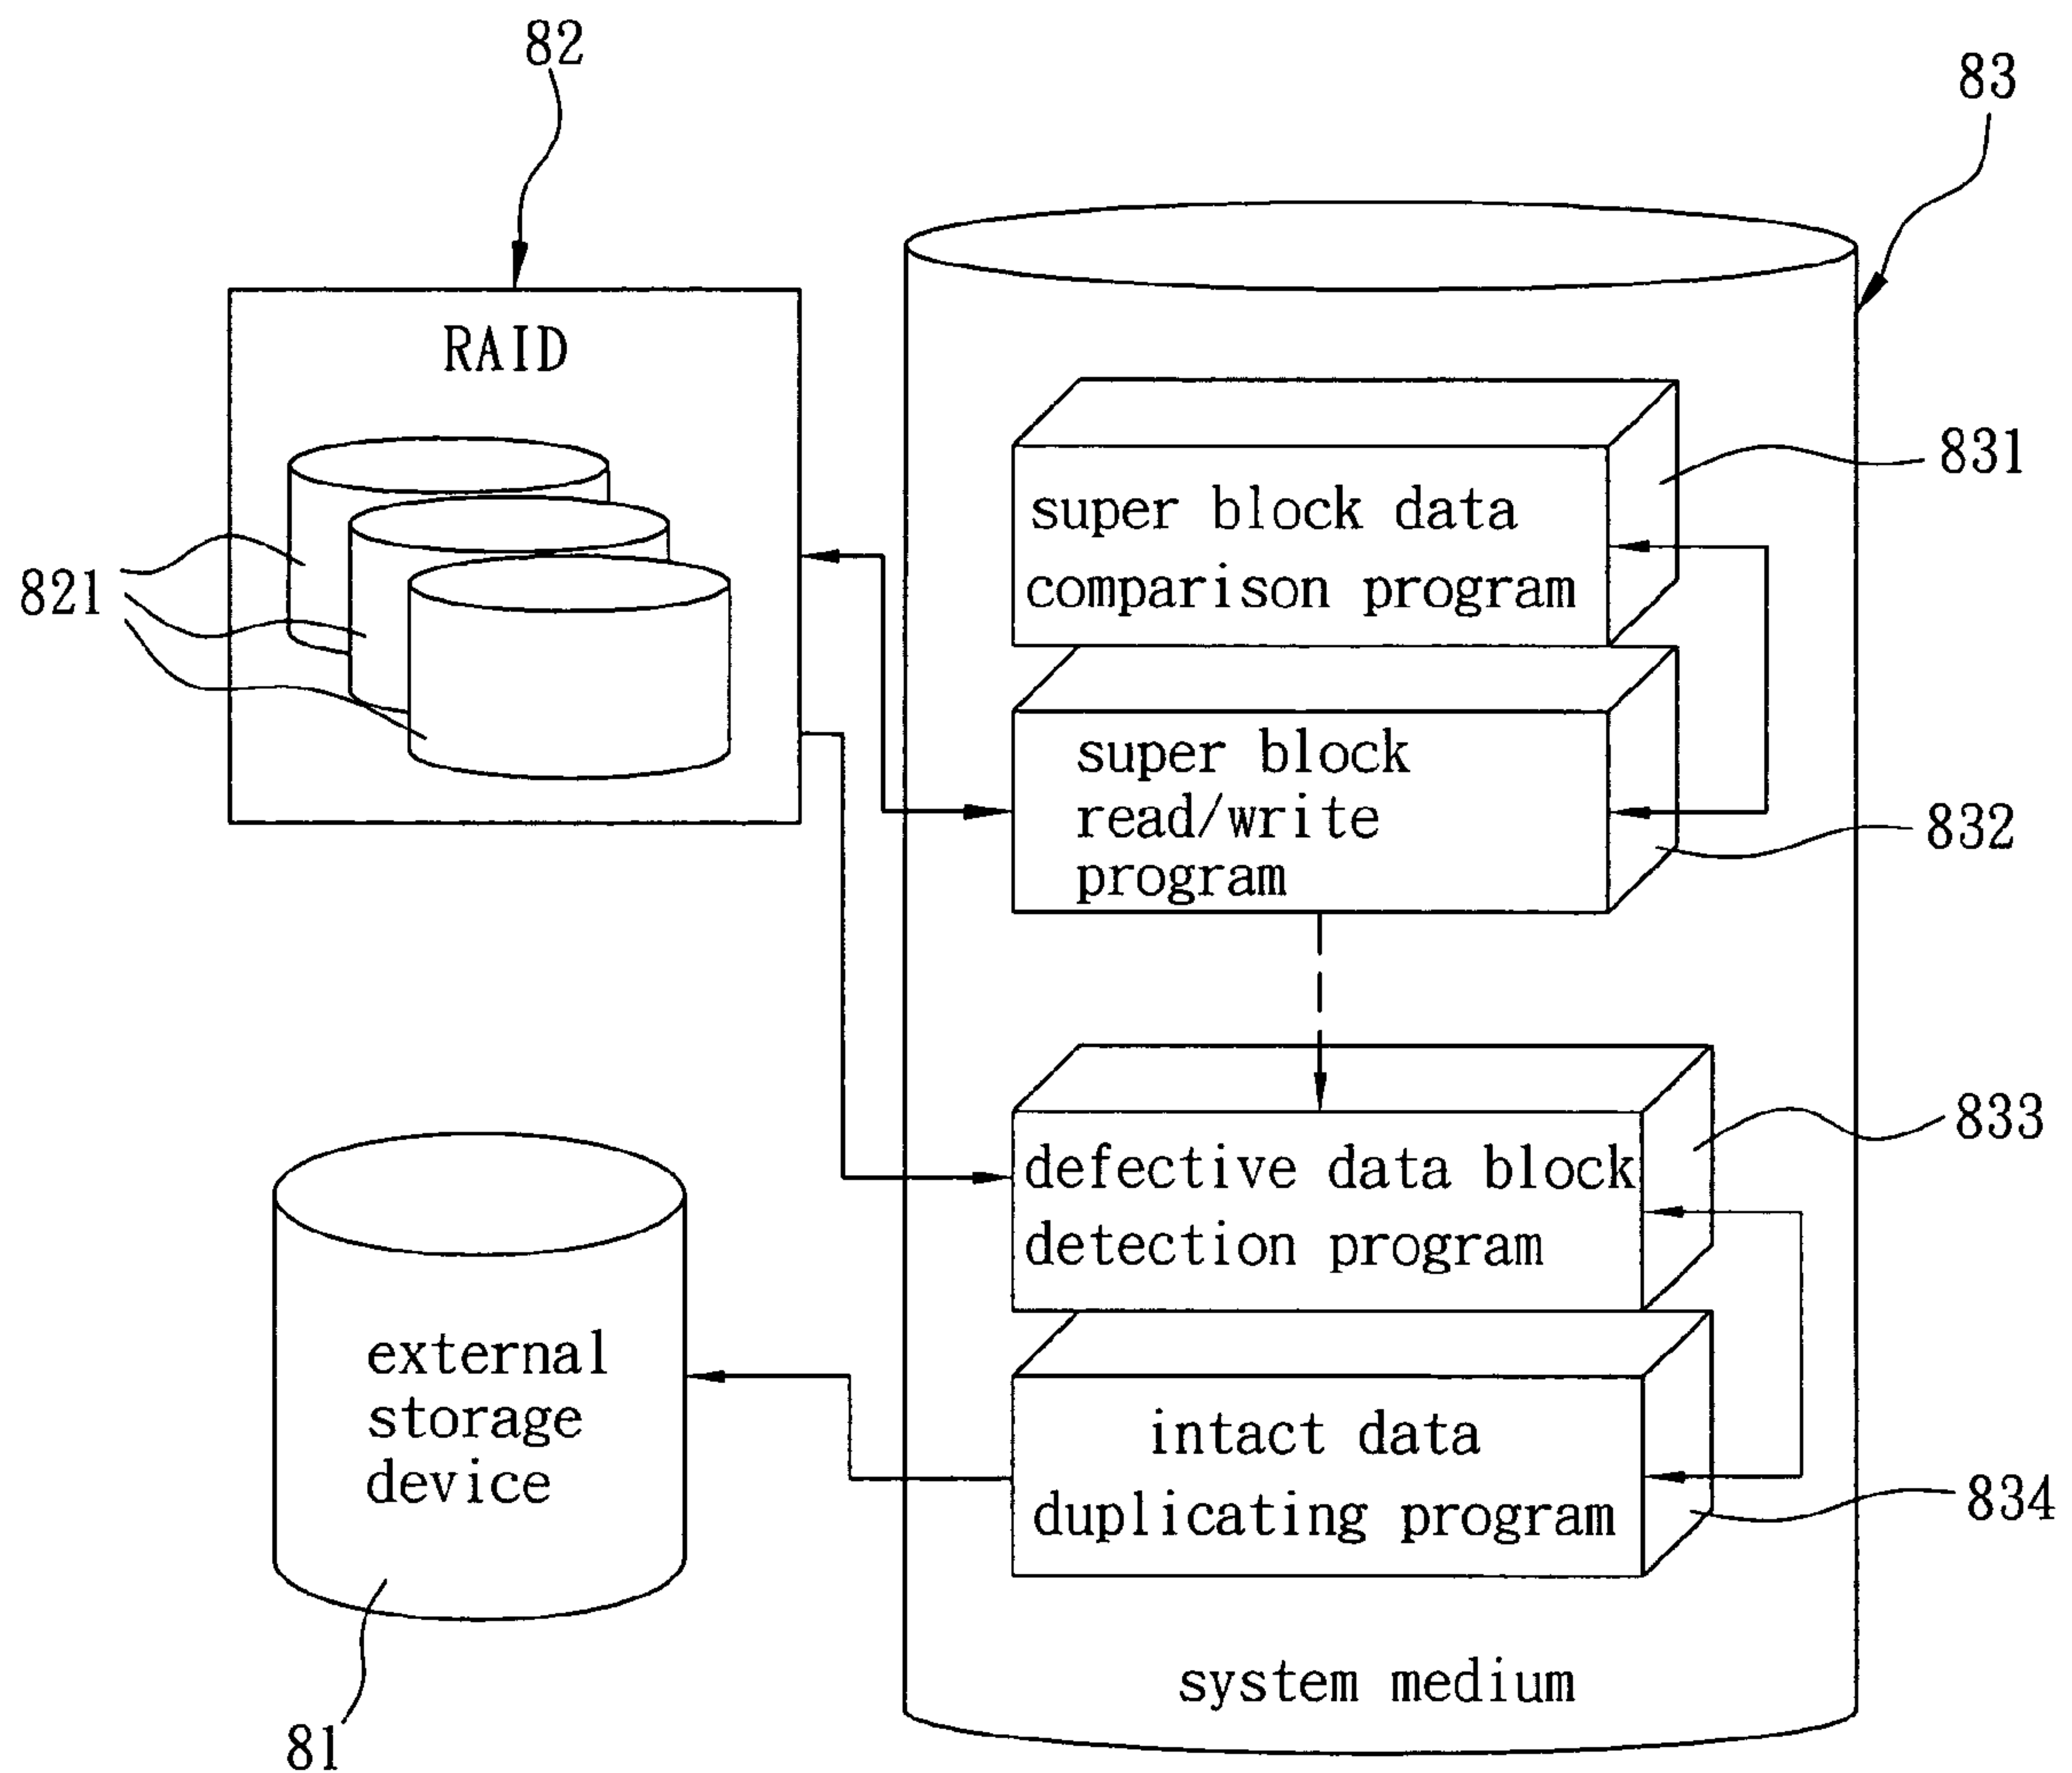 82
83
RAID
821
super block data
comparison program
831
super block
read/write
program
832
defective data block
detection program
833
external
storage
device
intact data
duplicating program
834
system medium
81